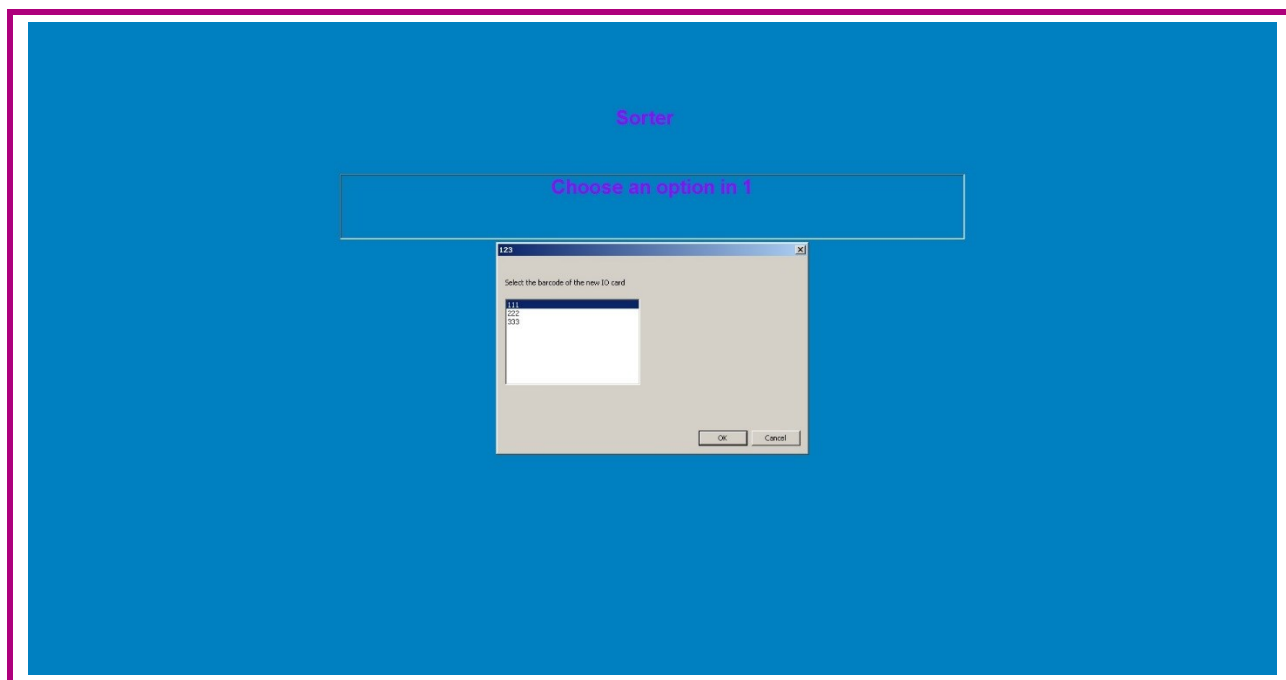 Sorter
Choose an option in 1
123
Select the barcode of the new IO card
111
222
333
OK
Cancel